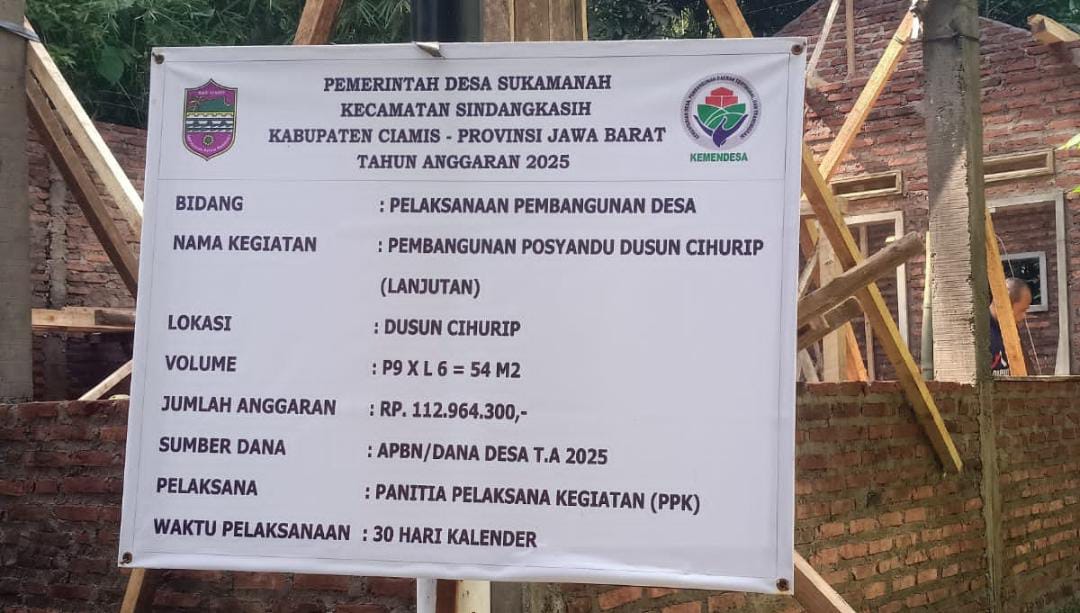 PEMERINTAH DESA SUKAMANAH
KECAMATAN SINDANGKASIH
KABUPATEN CIAMIS - PROVINSI JAWA BARAT
TAHUN ANGGARAN 2025
KEMENDESA
BIDANG : PELAKSANAAN PEMBANGUNAN DESA
NAMA KEGIATAN : PEMBANGUNAN POSYANDU DUSUN CIHURIP
(LANJUTAN)
LOKASI : DUSUN CIHURIP
VOLUME : P9 X L 6 = 54 M2
JUMLAH ANGGARAN : RP. 112.964.300,-
SUMBER DANA : APBN/DANA DESA T.A 2025
PELAKSANA : PANITIA PELAKSANA KEGIATAN (PPK)
WAKTU PELAKSANAAN : 30 HARI KALENDER